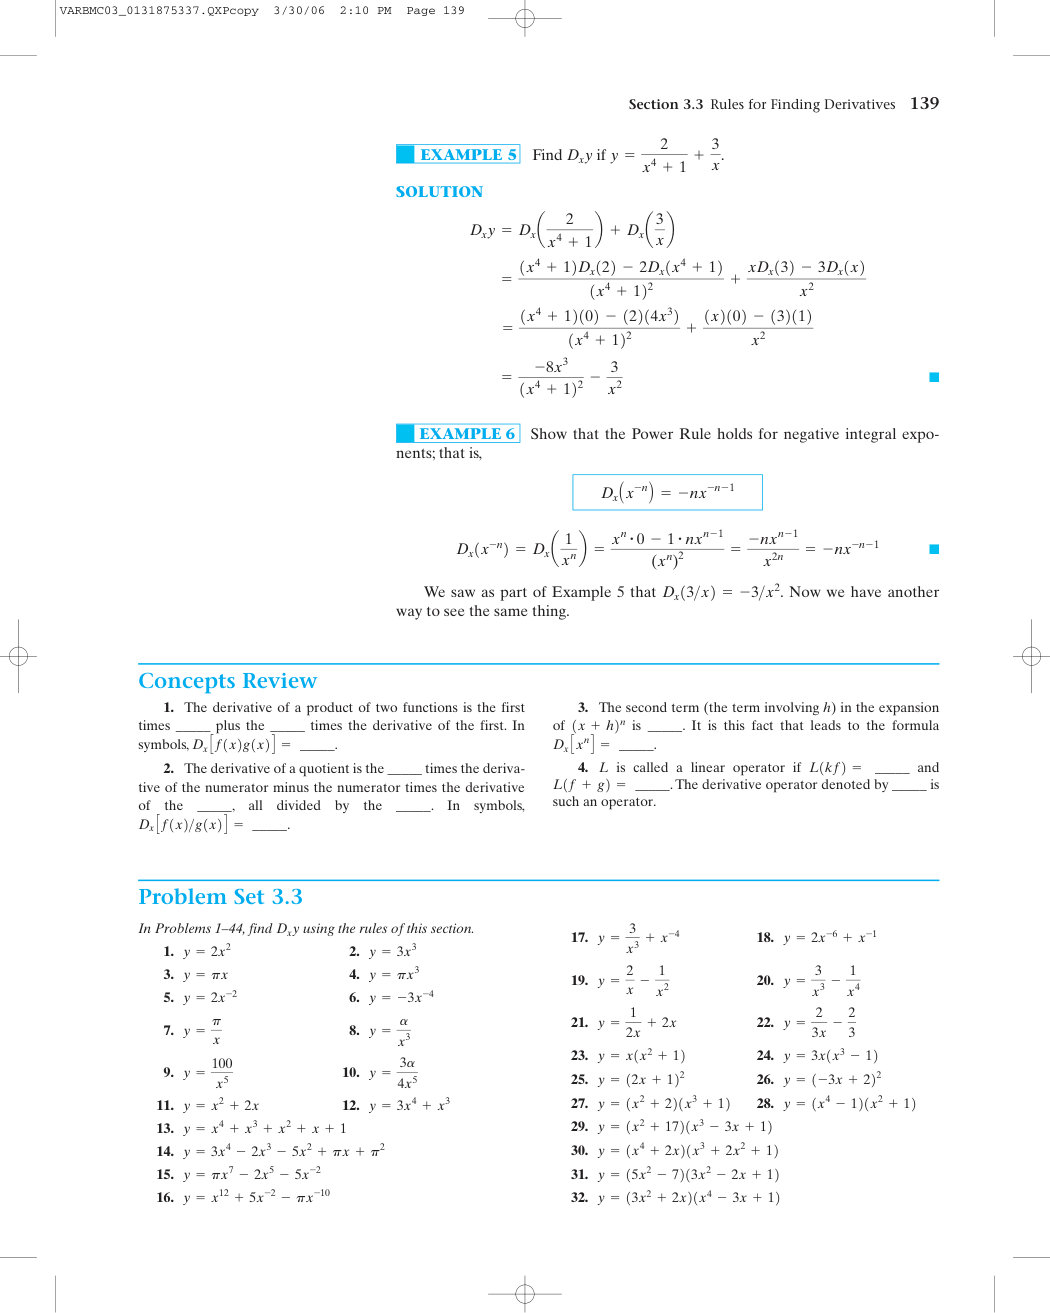 VARBMC03_0131875337.QXPcopy 3/30/06 2:10 PM Page 139
Section 3.3 Rules for Finding Derivatives 139
EXAMPLE 5 Find Dₓy if y = 2/(x⁴ + 1) + 3/x.
SOLUTION
Dₓy = Dₓ(2/(x⁴ + 1)) + Dₓ(3/x)
= ((x⁴ + 1)Dₓ(2) − 2Dₓ(x⁴ + 1))/(x⁴ + 1)² + (xDₓ(3) − 3Dₓ(x))/x²
= ((x⁴ + 1)(0) − (2)(4x³))/(x⁴ + 1)² + ((x)(0) − (3)(1))/x²
= −8x³/(x⁴ + 1)² − 3/x²
EXAMPLE 6 Show that the Power Rule holds for negative integral expo-
nents; that is,
Dₓ(x⁻ⁿ) = −nx⁻ⁿ⁻¹
Dₓ(x⁻ⁿ) = Dₓ(1/xⁿ) = (xⁿ · 0 − 1 · nxⁿ⁻¹)/(xⁿ)² = −nxⁿ⁻¹/x²ⁿ = −nx⁻ⁿ⁻¹
We saw as part of Example 5 that Dₓ(3/x) = −3/x². Now we have another
way to see the same thing.
Concepts Review
1. The derivative of a product of two functions is the first
times _____ plus the _____ times the derivative of the first. In
symbols, Dₓ[f(x)g(x)] = _____.
2. The derivative of a quotient is the _____ times the deriva-
tive of the numerator minus the numerator times the derivative
of the _____, all divided by the _____. In symbols,
Dₓ[f(x)/g(x)] = _____.
3. The second term (the term involving h) in the expansion
of (x + h)ⁿ is _____. It is this fact that leads to the formula
Dₓ[xⁿ] = _____.
4. L is called a linear operator if L(kf) = _____ and
L(f + g) = _____. The derivative operator denoted by _____ is
such an operator.
Problem Set 3.3
In Problems 1–44, find Dₓy using the rules of this section.
1. y = 2x² 2. y = 3x³
3. y = πx 4. y = πx³
5. y = 2x⁻² 6. y = −3x⁻⁴
7. y = π/x 8. y = α/x³
9. y = 100/x⁵ 10. y = 3α/4x⁵
11. y = x² + 2x 12. y = 3x⁴ + x³
13. y = x⁴ + x³ + x² + x + 1
14. y = 3x⁴ − 2x³ − 5x² + πx + π²
15. y = πx⁷ − 2x⁵ − 5x⁻²
16. y = x¹² + 5x⁻² − πx⁻¹⁰
17. y = 3/x³ + x⁻⁴ 18. y = 2x⁻⁶ + x⁻¹
19. y = 2/x − 1/x² 20. y = 3/x³ − 1/x⁴
21. y = 1/2x + 2x 22. y = 2/3x − 2/3
23. y = x(x² + 1) 24. y = 3x(x³ − 1)
25. y = (2x + 1)² 26. y = (−3x + 2)²
27. y = (x² + 2)(x³ + 1) 28. y = (x⁴ − 1)(x² + 1)
29. y = (x² + 17)(x³ − 3x + 1)
30. y = (x⁴ + 2x)(x³ + 2x² + 1)
31. y = (5x² − 7)(3x² − 2x + 1)
32. y = (3x² + 2x)(x⁴ − 3x + 1)